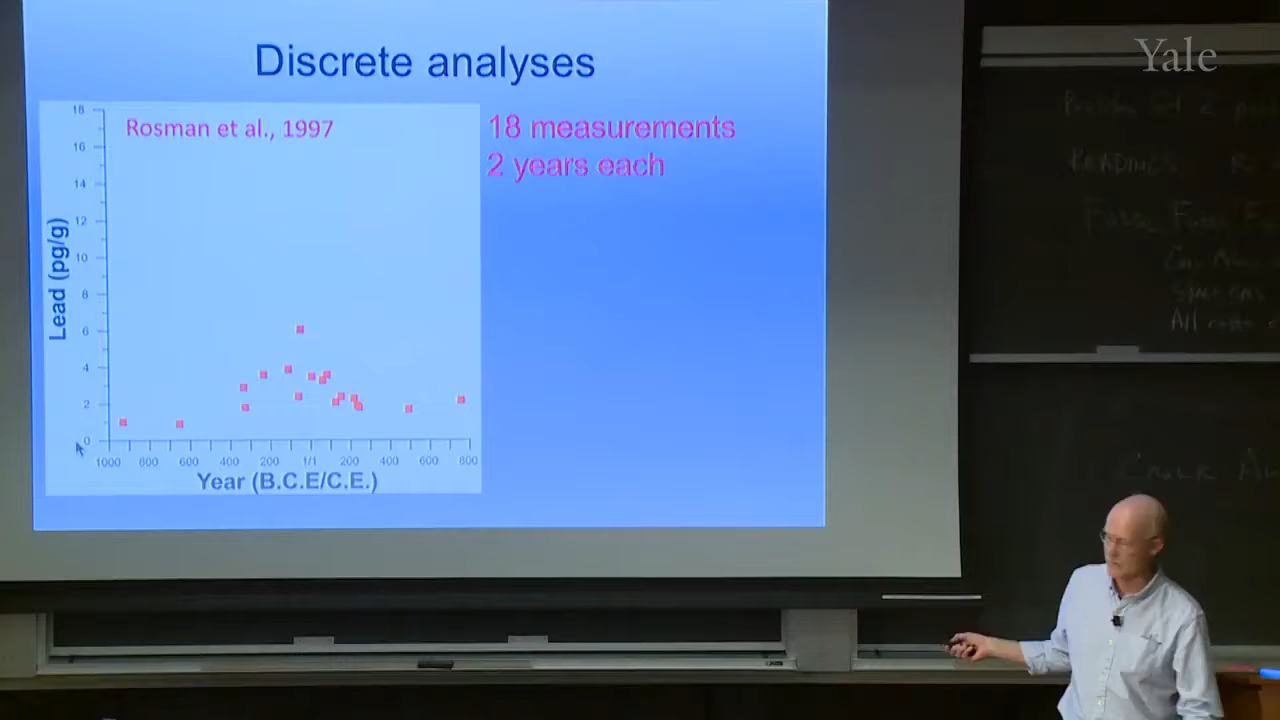 Discrete analyses
Yale
Rosman et al., 1997
18 measurements
2 years each
18
16
14
12
10
8
6
4
2
0
Lead (pg/g)
1000 800 600 400 200 1/1 200 400 600 800
Year (B.C.E/C.E.)
READINGS